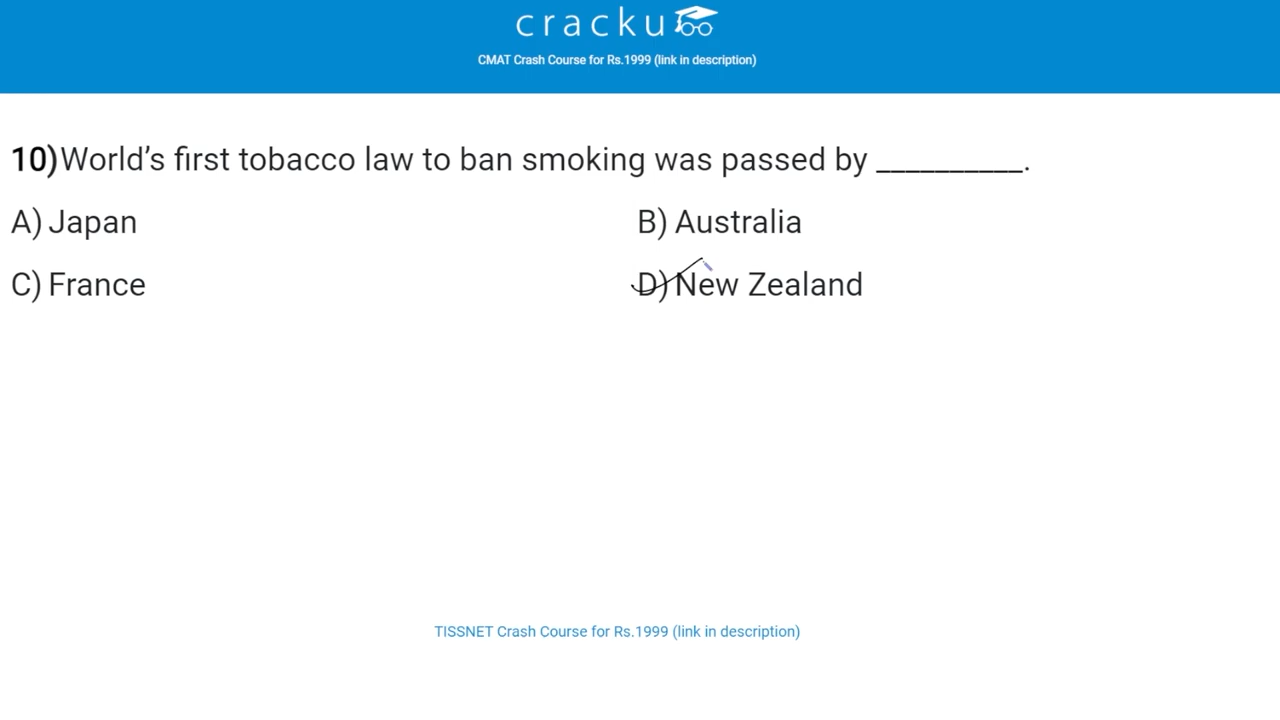 cracku
CMAT Crash Course for Rs.1999 (link in description)
10)World’s first tobacco law to ban smoking was passed by __________.
A) Japan
B) Australia
C) France
D) New Zealand
TISSNET Crash Course for Rs.1999 (link in description)